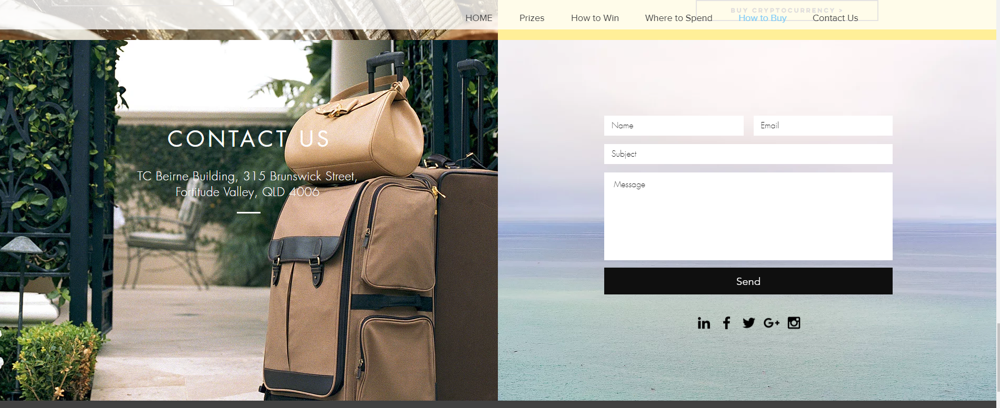 BUY CRYPTOCURRENCY >
HOME Prizes How to Win Where to Spend How to Buy Contact Us
CONTACT US
TC Beirne Building, 315 Brunswick Street,
Fortitude Valley, QLD 4006
Name Email
Subject
Message
Send
in f G+